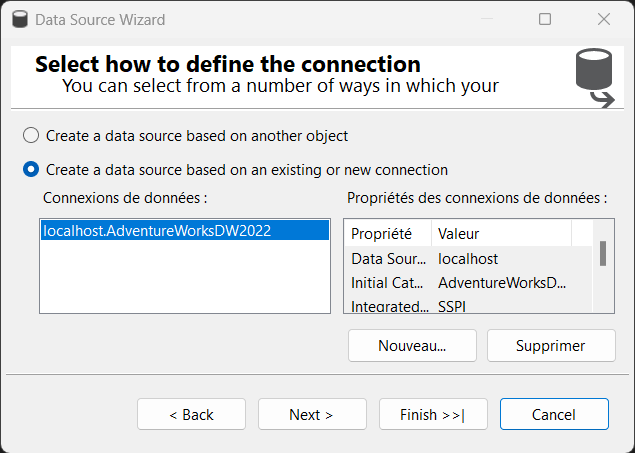 Data Source Wizard
Select how to define the connection
You can select from a number of ways in which your
Create a data source based on another object
Create a data source based on an existing or new connection
Connexions de données :
Propriétés des connexions de données :
localhost.AdventureWorksDW2022
Propriété Valeur
Data Sour... localhost
Initial Cat... AdventureWorksD...
Integrated... SSPI
Nouveau... Supprimer
< Back Next > Finish >>| Cancel